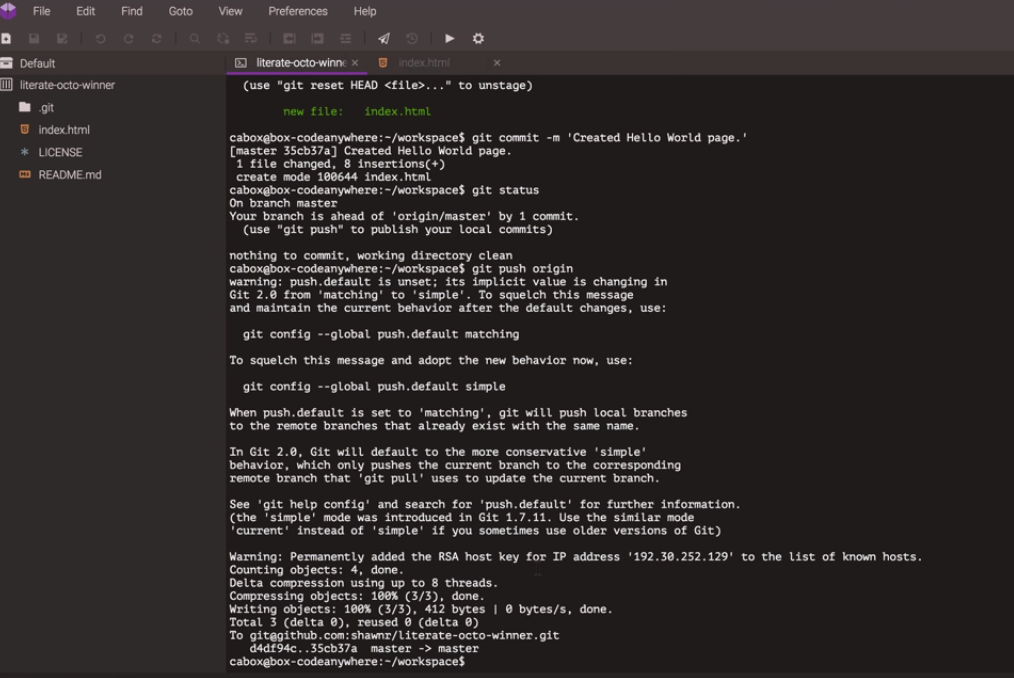 File Edit Find Goto View Preferences Help
Default
literate-octo-winner
.git
index.html
LICENSE
README.md
literate-octo-winne × index.html ×
(use "git reset HEAD <file>..." to unstage)
new file: index.html
cabox@box-codeanywhere:~/workspace$ git commit -m 'Created Hello World page.'
[master 35cb37a] Created Hello World page.
1 file changed, 8 insertions(+)
create mode 100644 index.html
cabox@box-codeanywhere:~/workspace$ git status
On branch master
Your branch is ahead of 'origin/master' by 1 commit.
(use "git push" to publish your local commits)
nothing to commit, working directory clean
cabox@box-codeanywhere:~/workspace$ git push origin
warning: push.default is unset; its implicit value is changing in
Git 2.0 from 'matching' to 'simple'. To squelch this message
and maintain the current behavior after the default changes, use:
git config --global push.default matching
To squelch this message and adopt the new behavior now, use:
git config --global push.default simple
When push.default is set to 'matching', git will push local branches
to the remote branches that already exist with the same name.
In Git 2.0, Git will default to the more conservative 'simple'
behavior, which only pushes the current branch to the corresponding
remote branch that 'git pull' uses to update the current branch.
See 'git help config' and search for 'push.default' for further information.
(the 'simple' mode was introduced in Git 1.7.11. Use the similar mode
'current' instead of 'simple' if you sometimes use older versions of Git)
Warning: Permanently added the RSA host key for IP address '192.30.252.129' to the list of known hosts.
Counting objects: 4, done.
Delta compression using up to 8 threads.
Compressing objects: 100% (3/3), done.
Writing objects: 100% (3/3), 412 bytes | 0 bytes/s, done.
Total 3 (delta 0), reused 0 (delta 0)
To git@github.com:shawnr/literate-octo-winner.git
d4df94c..35cb37a master -> master
cabox@box-codeanywhere:~/workspace$